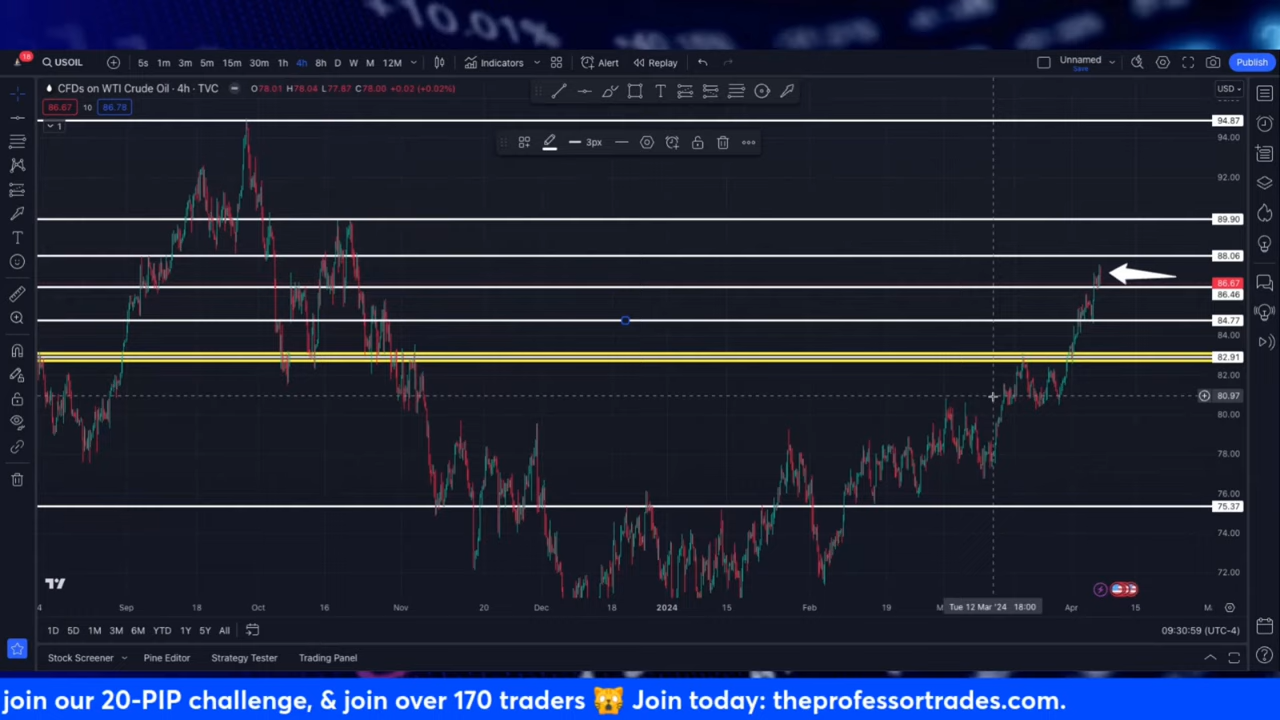 +10.01%
18
USOIL
5s 1m 3m 5m 15m 30m 1h 4h 8h D W M 12M
Indicators
Alert
Replay
Unnamed
Save
Publish
CFDs on WTI Crude Oil · 4h · TVC
O78.01 H78.04 L77.87 C78.00 +0.02 (+0.02%)
USD
86.67 10 86.78
1
3px
94.87
94.00
92.00
89.90
88.06
86.67
86.46
84.77
84.00
82.91
82.00
80.97
80.00
78.00
76.00
75.37
74.00
72.00
4 Sep 18 Oct 16 Nov 20 Dec 18 2024 15 Feb 19 Tue 12 Mar '24 18:00 Apr 15
1D 5D 1M 3M 6M YTD 1Y 5Y All
09:30:59 (UTC-4)
Stock Screener Pine Editor Strategy Tester Trading Panel
join our 20-PIP challenge, & join over 170 traders 🙀 Join today: theprofessortrades.com.